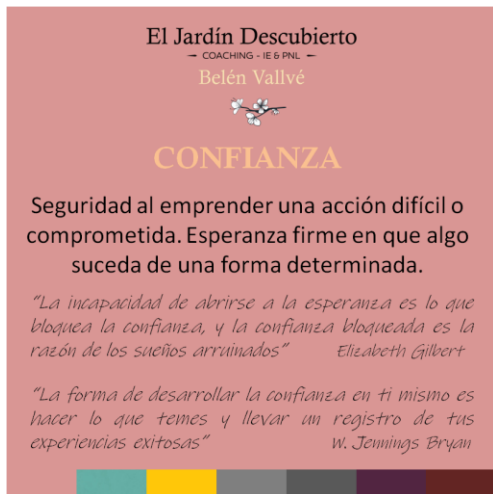 El Jardín Descubierto
COACHING - IE & PNL
Belén Vallvé
CONFIANZA
Seguridad al emprender una acción difícil o
comprometida. Esperanza firme en que algo
suceda de una forma determinada.
"La incapacidad de abrirse a la esperanza es lo que
bloquea la confianza, y la confianza bloqueada es la
razón de los sueños arruinados" Elizabeth Gilbert
"La forma de desarrollar la confianza en ti mismo es
hacer lo que temes y llevar un registro de tus
experiencias exitosas" W. Jennings Bryan